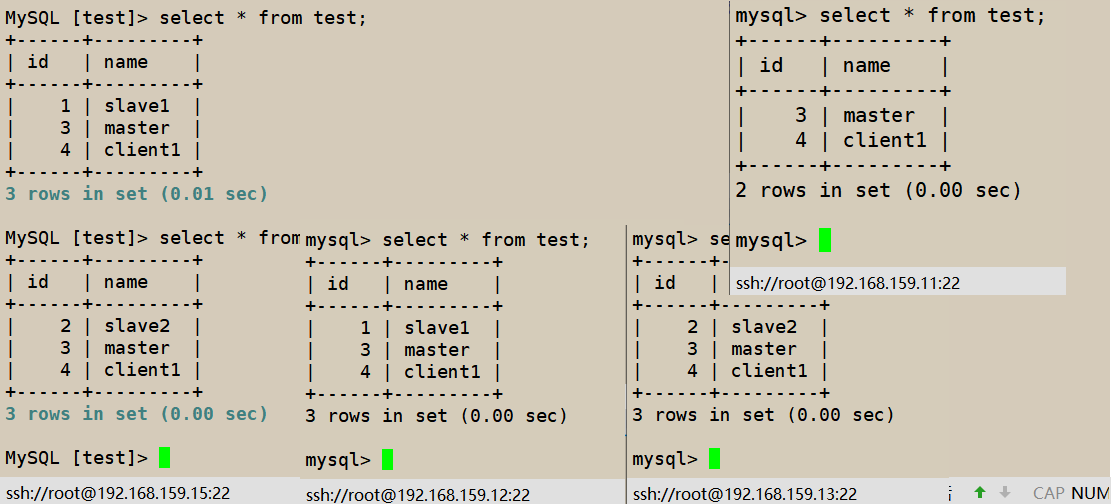 MySQL [test]> select * from test;
+------+---------+
| id   | name    |
+------+---------+
|    1 | slave1  |
|    3 | master  |
|    4 | client1 |
+------+---------+
3 rows in set (0.01 sec)
MySQL [test]> select * from
+------+---------+
| id   | name    |
+------+---------+
|    2 | slave2  |
|    3 | master  |
|    4 | client1 |
+------+---------+
3 rows in set (0.00 sec)
MySQL [test]>
ssh://root@192.168.159.15:22
mysql> select * from test;
+------+---------+
| id   | name    |
+------+---------+
|    1 | slave1  |
|    3 | master  |
|    4 | client1 |
+------+---------+
3 rows in set (0.00 sec)
mysql>
ssh://root@192.168.159.12:22
mysql> se
+------+-
| id   |
+------+---------+
|    2 | slave2  |
|    3 | master  |
|    4 | client1 |
+------+---------+
3 rows in set (0.00 sec)
mysql>
ssh://root@192.168.159.13:22
mysql> select * from test;
+------+---------+
| id   | name    |
+------+---------+
|    3 | master  |
|    4 | client1 |
+------+---------+
2 rows in set (0.00 sec)
mysql>
ssh://root@192.168.159.11:22
CAP NUM